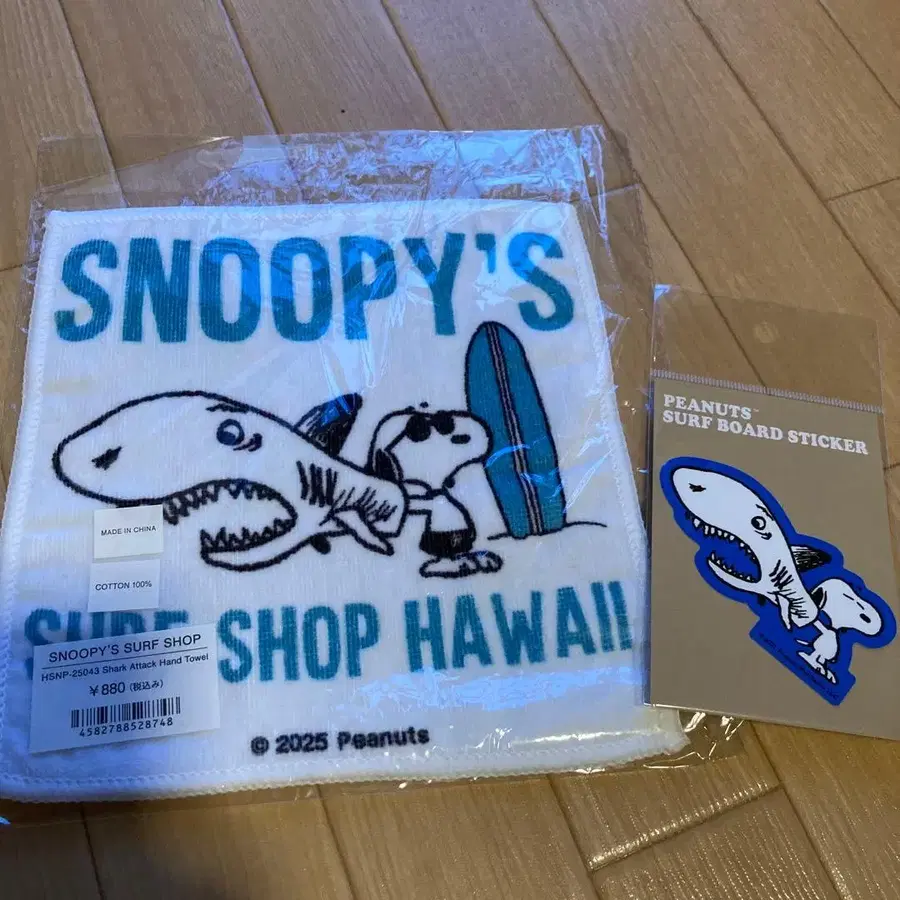 SNOOPY'S
MADE IN CHINA
COTTON 100%
SURF SHOP HAWAII
SNOOPY'S SURF SHOP
HSNP-25043 Shark Attack Hand Towel
￥880 (税込み)
4582788528748
© 2025 Peanuts
PEANUTS™
SURF BOARD STICKER